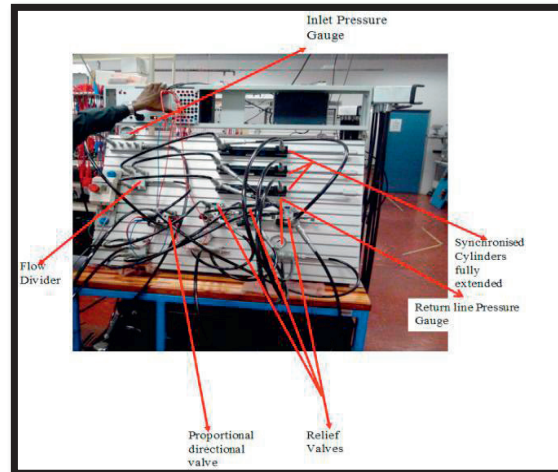 Inlet Pressure
Gauge
Flow
Divider
Synchronised
Cylinders
fully
extended
Return line Pressure
Gauge
Proportional
directional
valve
Relief
Valves